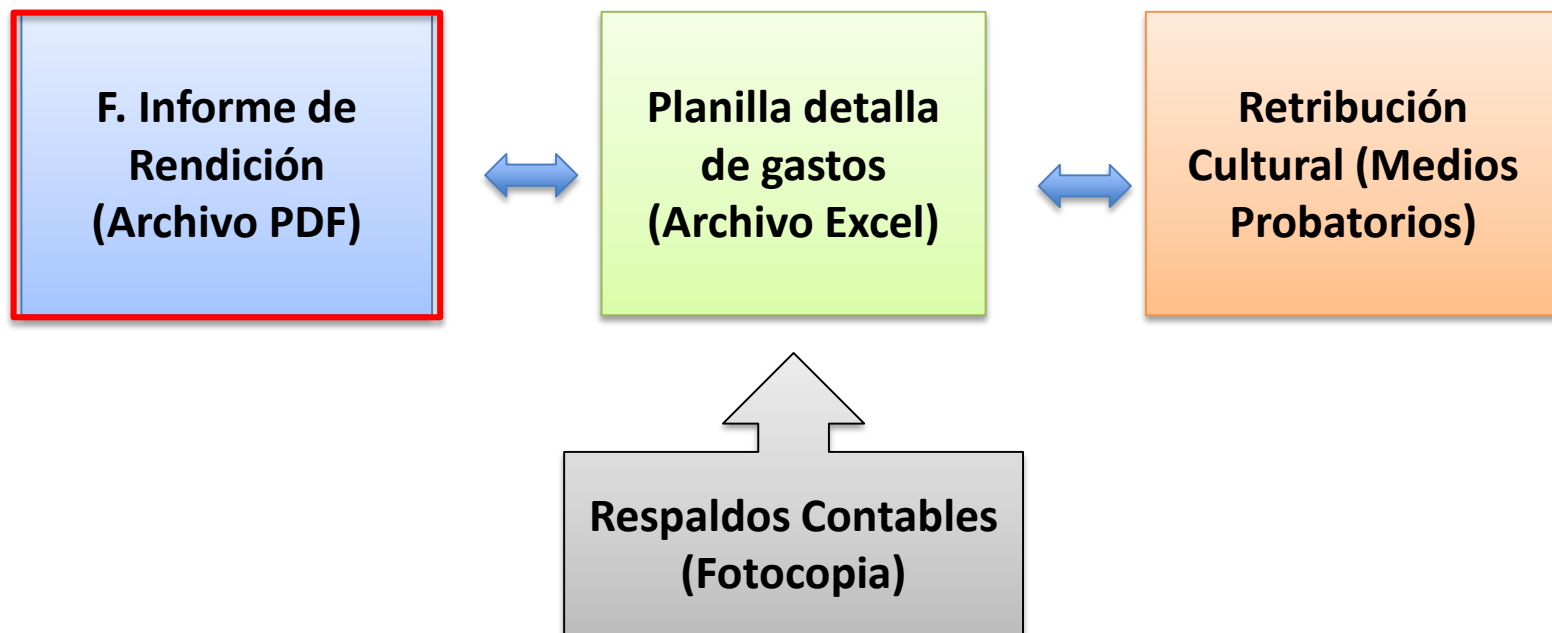 F. Informe de
Rendición
(Archivo PDF)
Planilla detalla
de gastos
(Archivo Excel)
Retribución
Cultural (Medios
Probatorios)
Respaldos Contables
(Fotocopia)